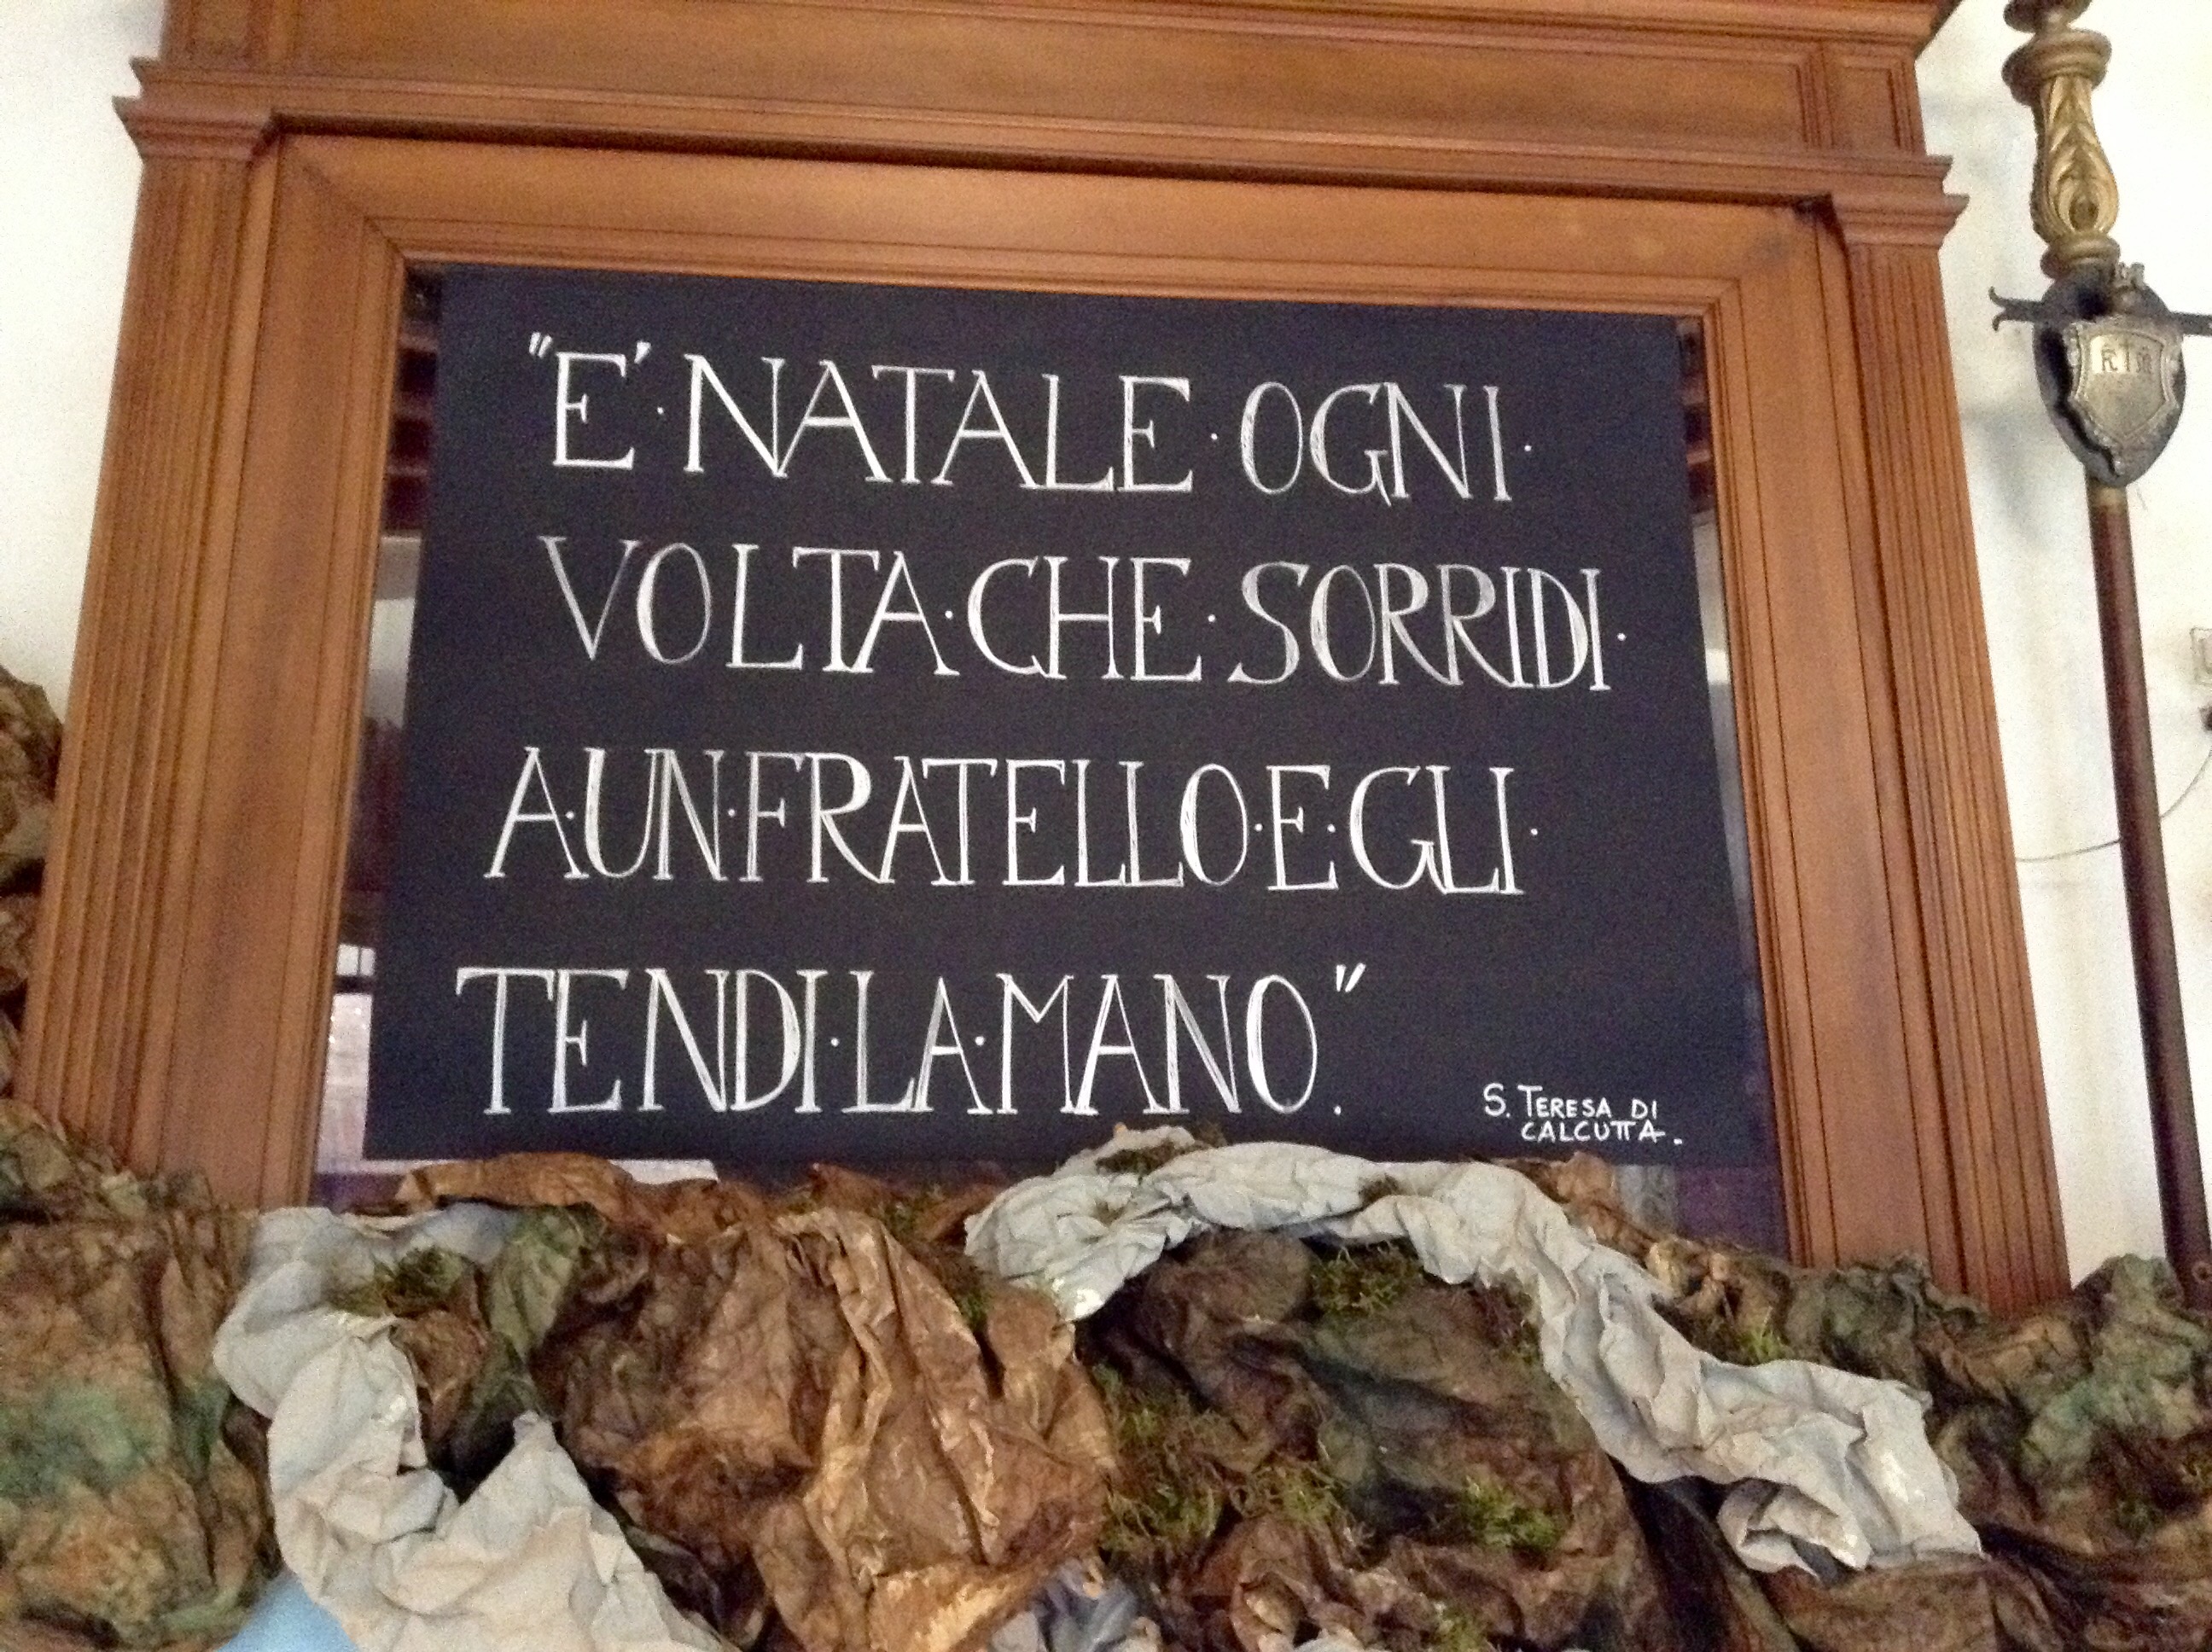 "E'·NATALE·OGNI·
VOLTA·CHE·SORRIDI·
A·UN·FRATELLO·E·GLI·
TENDI·LA·MANO."
S. TERESA DI
CALCUTTA.